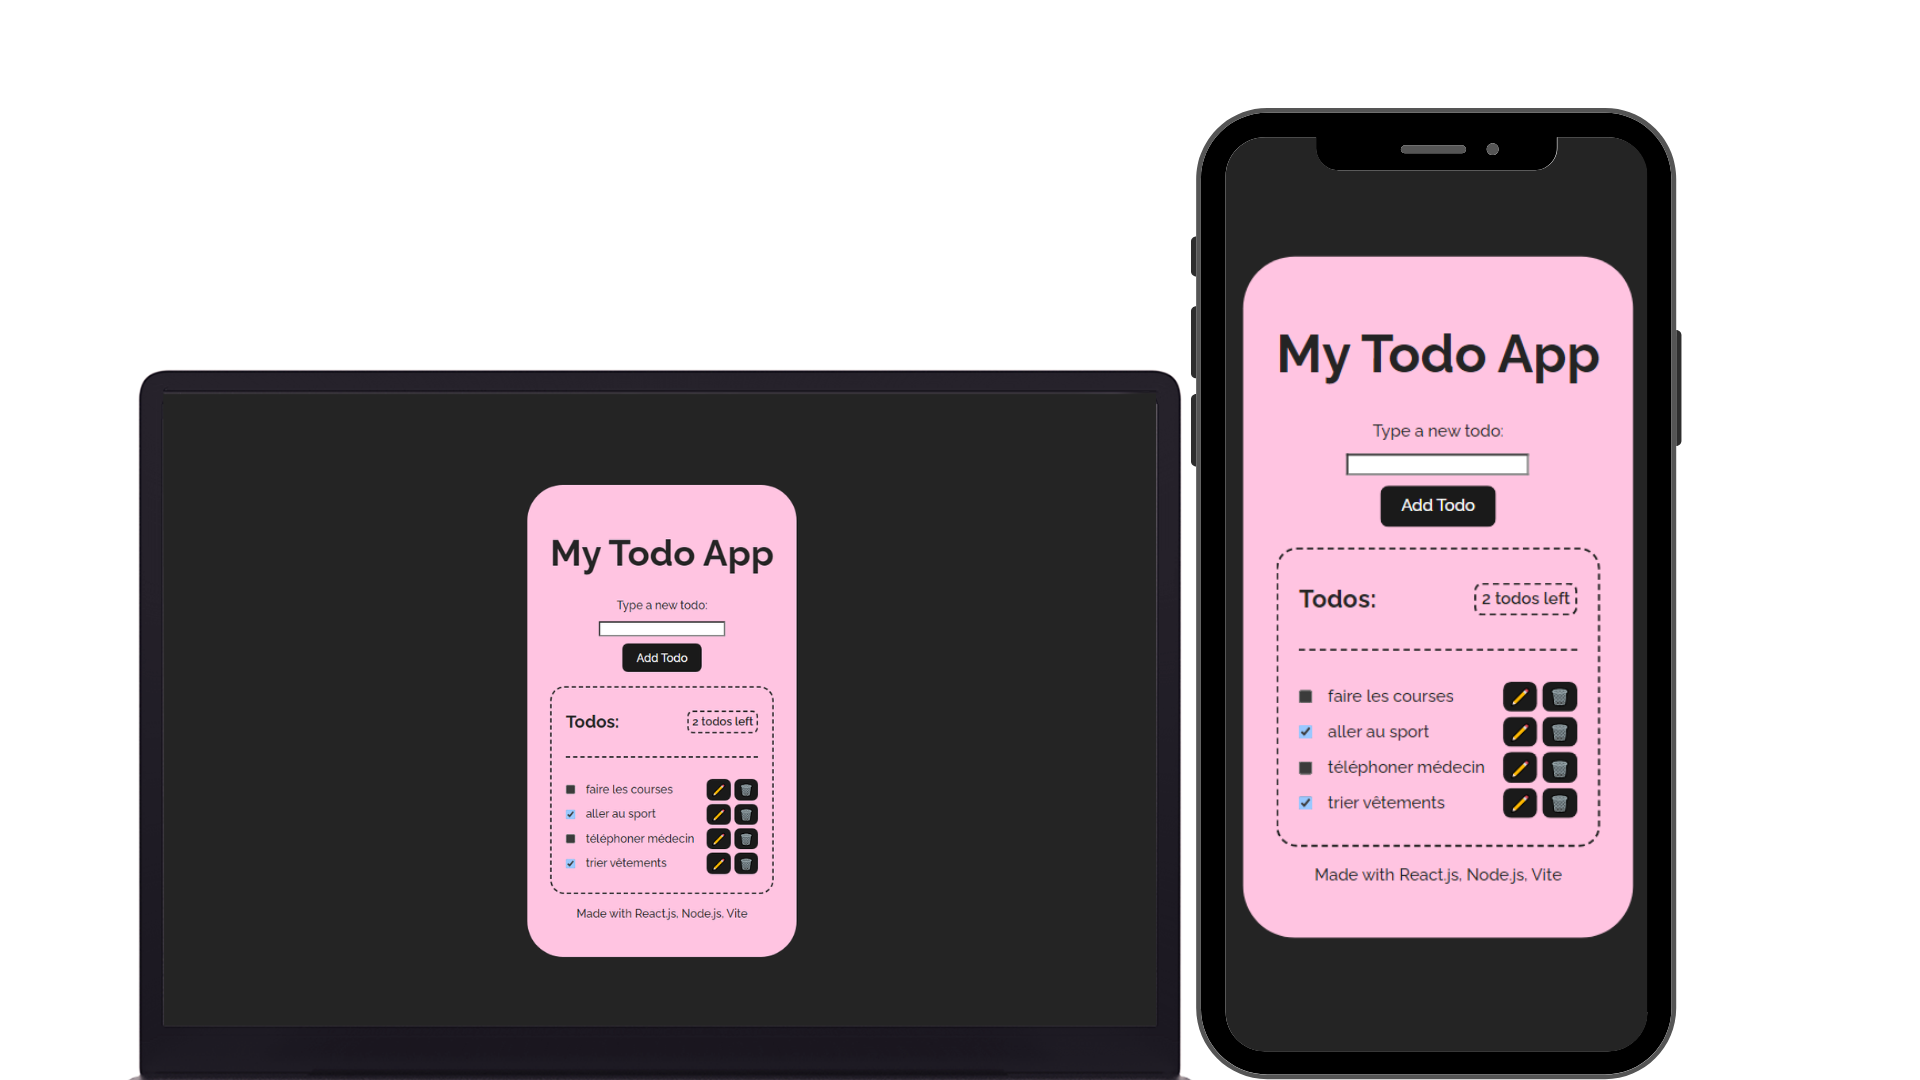 My Todo App
Type a new todo:
Add Todo
Todos:
2 todos left
faire les courses
aller au sport
téléphoner médecin
trier vêtements
Made with React.js, Node.js, Vite
My Todo App
Type a new todo:
Add Todo
Todos:
2 todos left
faire les courses
aller au sport
téléphoner médecin
trier vêtements
Made with React.js, Node.js, Vite